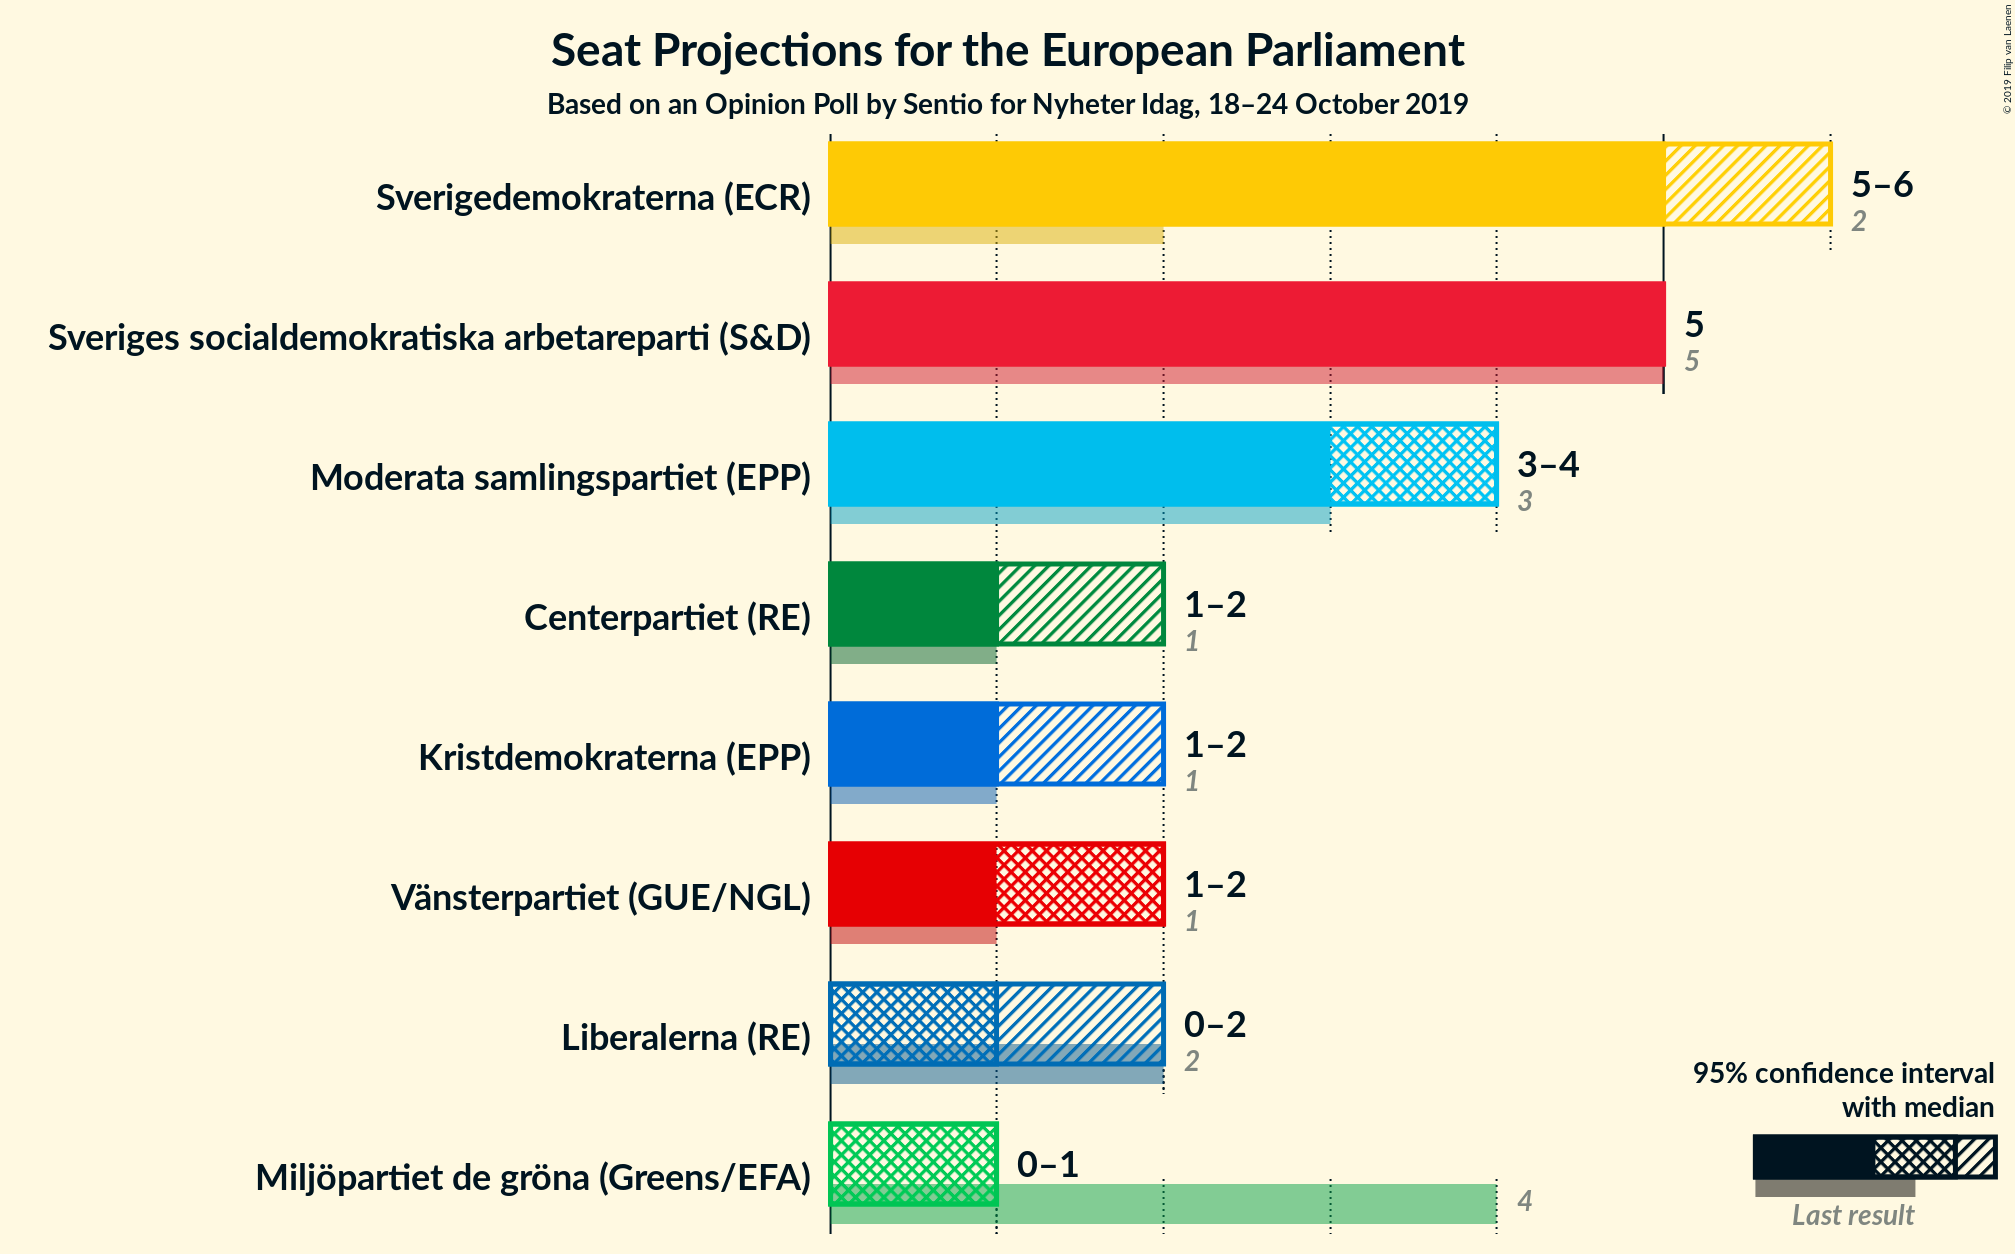 Seat Projections for the European Parliament
Based on an Opinion Poll by Sentio for Nyheter Idag, 18–24 October 2019
© 2019 Filip van Laenen
Sverigedemokraterna (ECR)
5–6
2
Sveriges socialdemokratiska arbetareparti (S&D)
5
5
Moderata samlingspartiet (EPP)
3–4
3
Centerpartiet (RE)
1–2
1
Kristdemokraterna (EPP)
1–2
1
Vänsterpartiet (GUE/NGL)
1–2
1
Liberalerna (RE)
0–2
2
Miljöpartiet de gröna (Greens/EFA)
0–1
4
95% confidence interval
with median
Last result